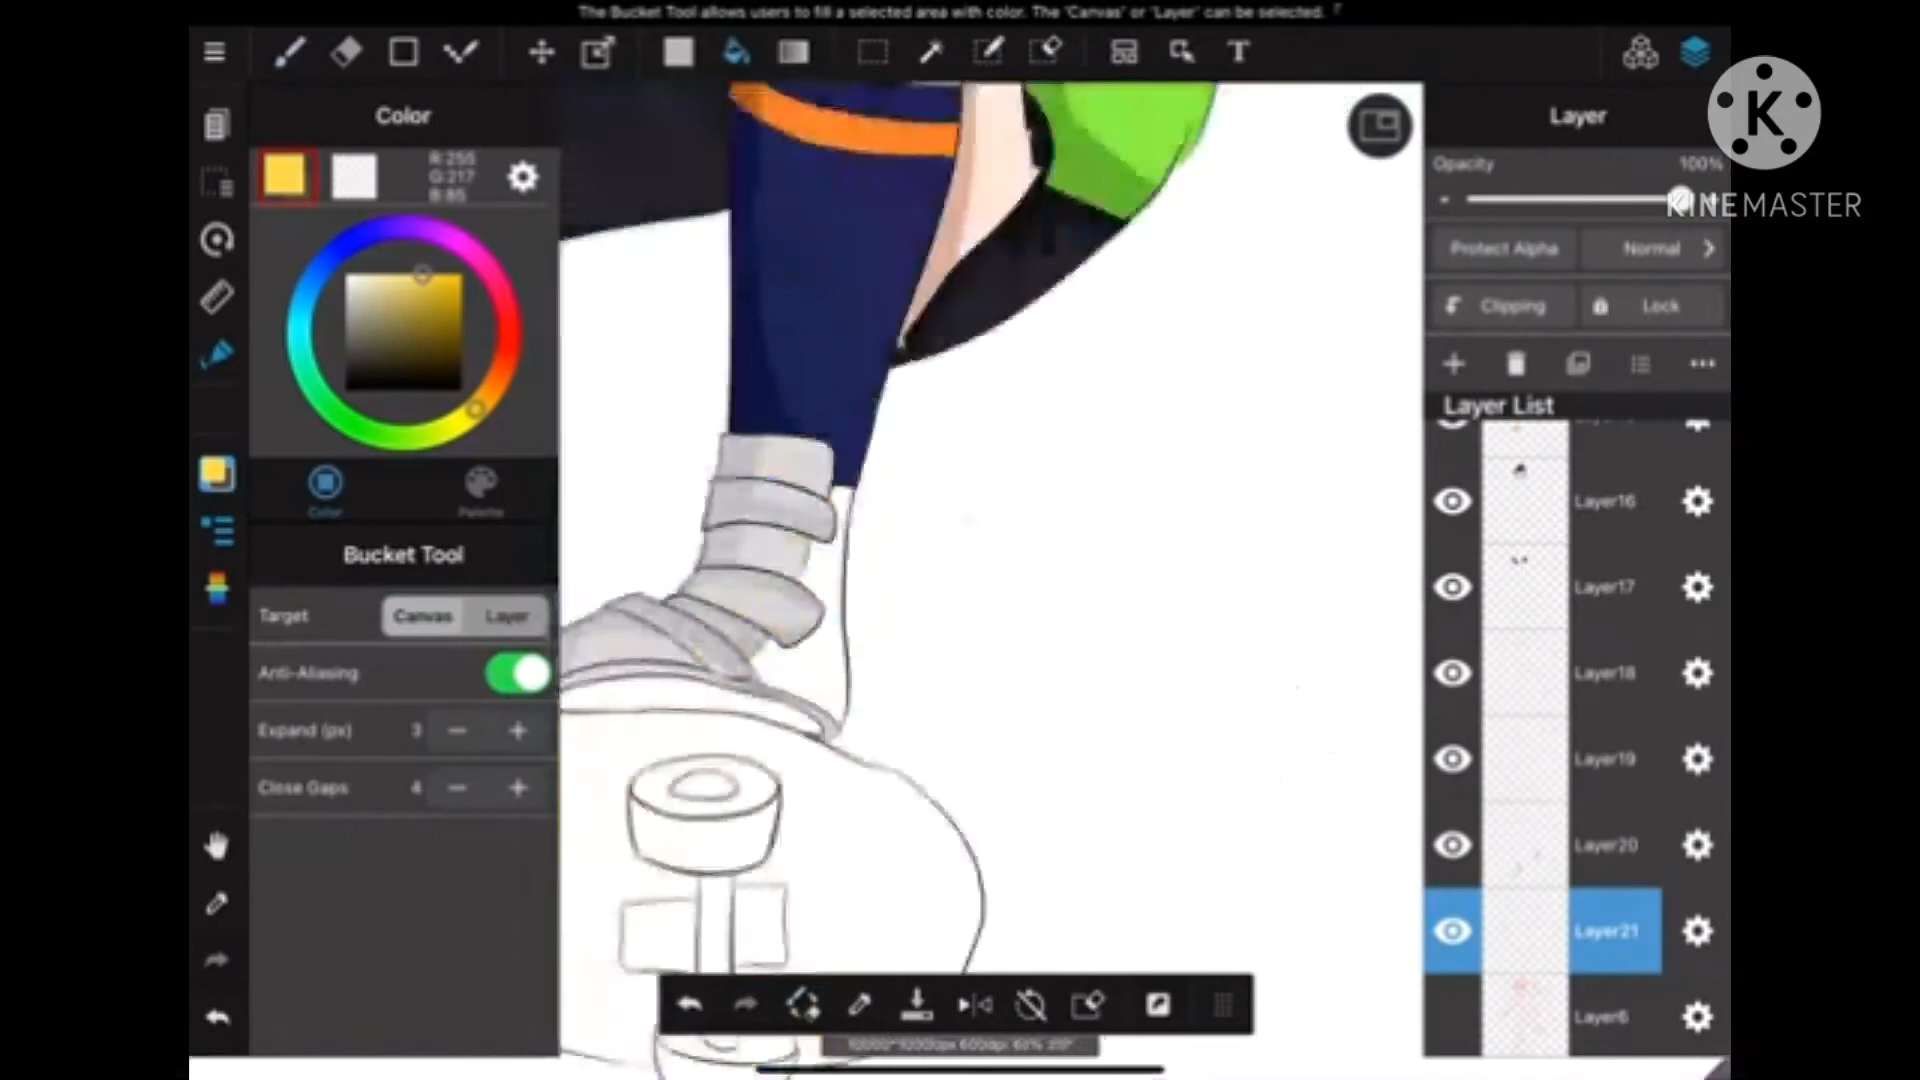 The Bucket Tool allows users to fill a selected area with color. The "Canvas" or "Layer" can be selected.
Color
Layer
K
KINEMASTER
R:255
G:217
B:85
Opacity
100%
Protect Alpha
Normal
Clipping
Lock
Layer List
Color
Palette
Layer16
Bucket Tool
Layer17
Target
Canvas
Layer
Anti-Aliasing
Layer18
Expand (px)
3
Layer19
Close Gaps
4
Layer20
Layer21
Layer6